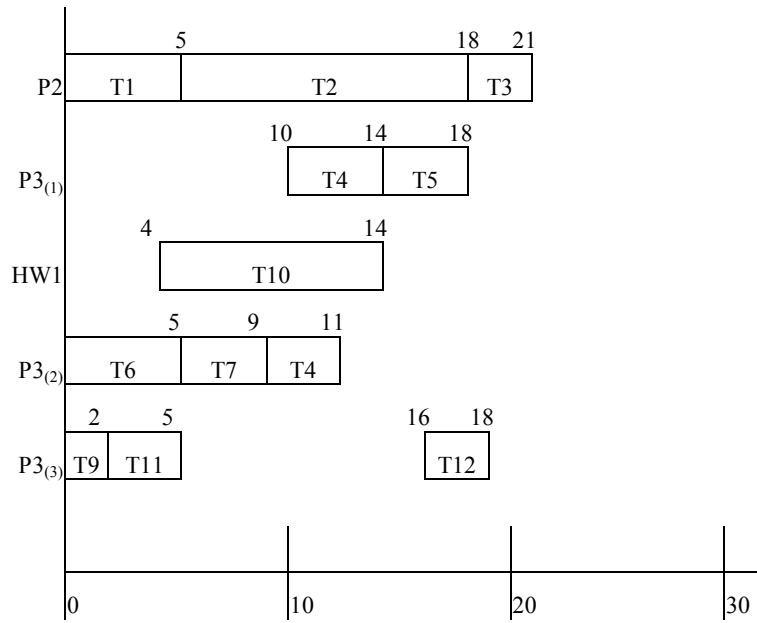 5 18 21
P2 T1 T2 T3
10 14 18
P3(1) T4 T5
4 14
HW1 T10
5 9 11
P3(2) T6 T7 T4
2 5 16 18
P3(3) T9 T11 T12
0 10 20 30